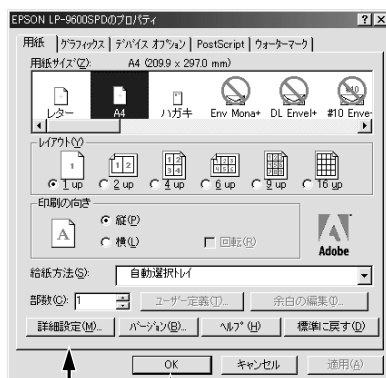 EPSON LP-9600SPDのプロパティ
用紙 グラフィックス デバイス オプション PostScript ウォーターマーク
用紙サイズ(Z): A4 (209.9 x 297.0 mm)
レター A4 ハガキ Env Mona+ DL Envel+ #10 Enve-
レイアウト(Y)
1 up 2 up 4 up 6 up 9 up 16 up
印刷の向き
縦(P)
横(L) 回転(R)
Adobe
給紙方法(S): 自動選択トレイ
部数(C): 1 ユーザー定義(T)... 余白の編集(I)...
詳細設定(M)... バージョン(B)... ヘルプ(H) 標準に戻す(D)
OK キャンセル 適用(A)